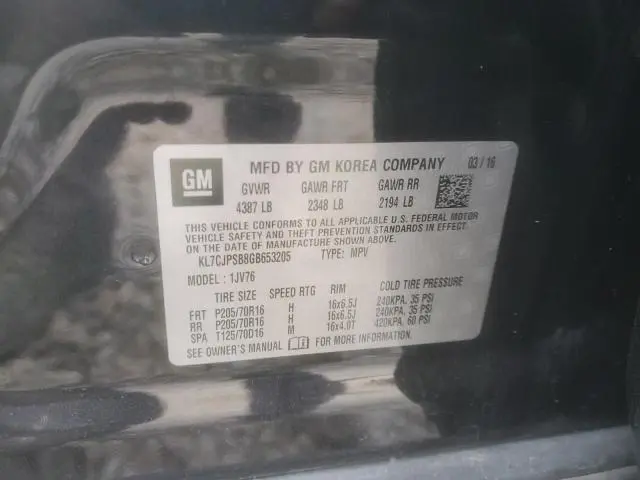 GM MFD BY GM KOREA COMPANY 03/16
GVWR GAWR FRT GAWR RR
4387 LB 2348 LB 2194 LB
THIS VEHICLE CONFORMS TO ALL APPLICABLE U.S. FEDERAL MOTOR
VEHICLE SAFETY AND THEFT PREVENTION STANDARDS IN EFFECT
ON THE DATE OF MANUFACTURE SHOWN ABOVE.
KL7CJPSB8GB653205 TYPE: MPV
MODEL: 1JV76
TIRE SIZE SPEED RTG RIM COLD TIRE PRESSURE
FRT P205/70R16 H 16x6.5J 240KPA, 35 PSI
RR P205/70R16 H 16x6.5J 240KPA, 35 PSI
SPA T125/70D16 M 16x4.0T 420KPA, 60 PSI
SEE OWNER'S MANUAL FOR MORE INFORMATION.